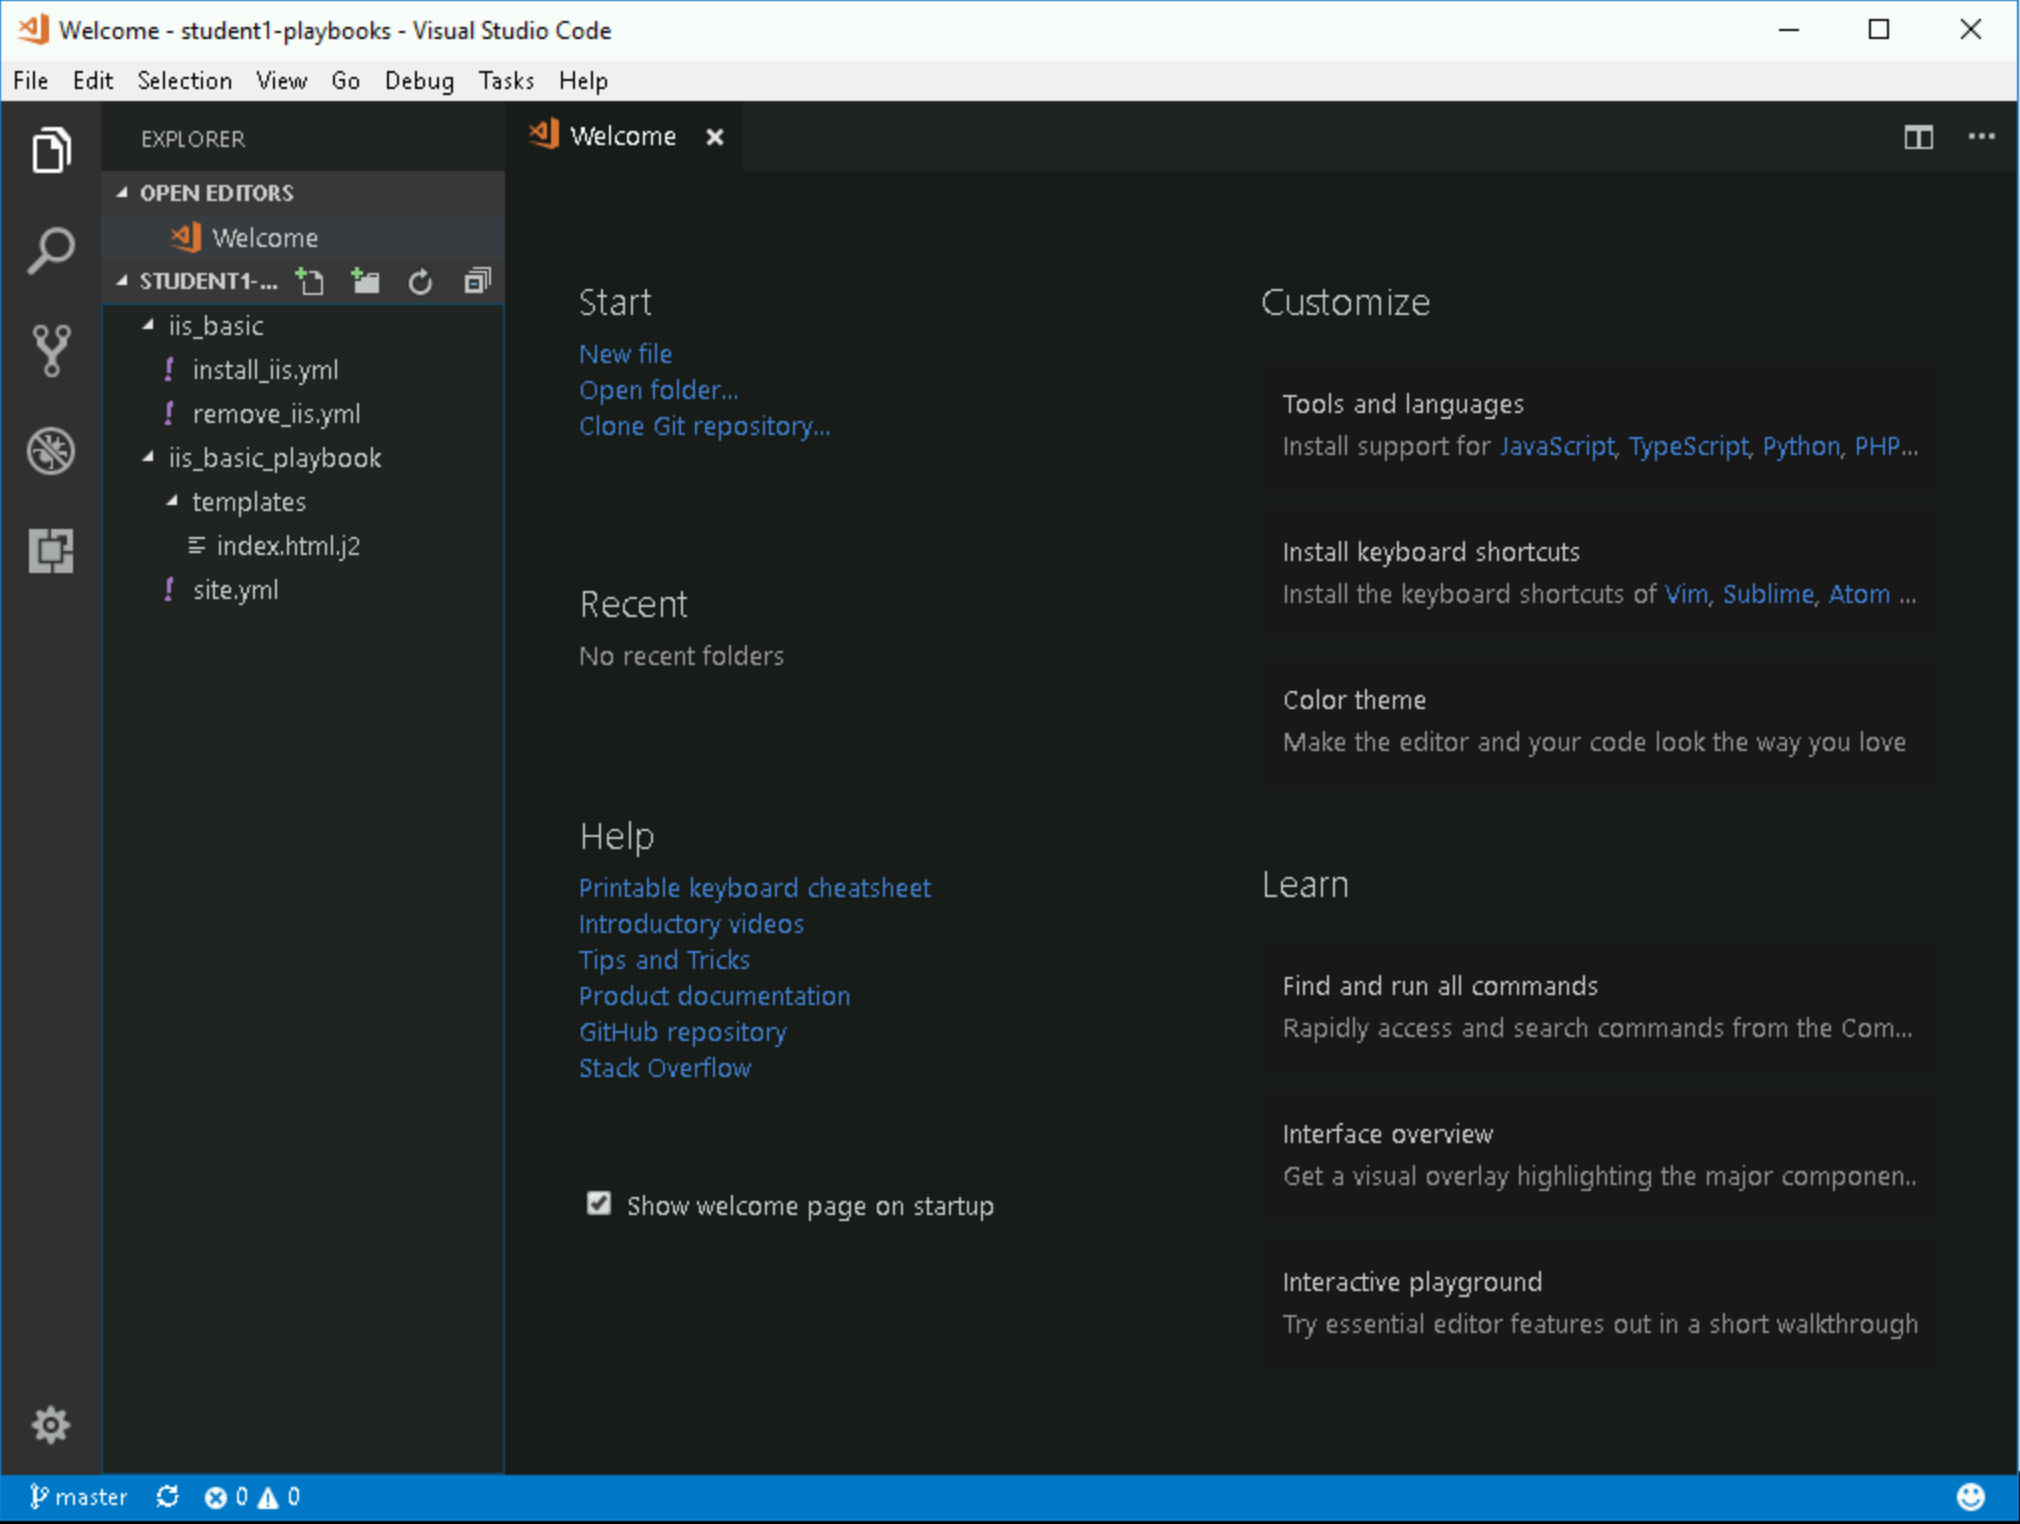 Welcome - student1-playbooks - Visual Studio Code
File Edit Selection View Go Debug Tasks Help
EXPLORER
OPEN EDITORS
Welcome
STUDENT1-...
iis_basic
install_iis.yml
remove_iis.yml
iis_basic_playbook
templates
index.html.j2
site.yml
Welcome
Start
New file
Open folder...
Clone Git repository...
Recent
No recent folders
Help
Printable keyboard cheatsheet
Introductory videos
Tips and Tricks
Product documentation
GitHub repository
Stack Overflow
Show welcome page on startup
Customize
Tools and languages
Install support for JavaScript, TypeScript, Python, PHP...
Install keyboard shortcuts
Install the keyboard shortcuts of Vim, Sublime, Atom ...
Color theme
Make the editor and your code look the way you love
Learn
Find and run all commands
Rapidly access and search commands from the Com...
Interface overview
Get a visual overlay highlighting the major componen..
Interactive playground
Try essential editor features out in a short walkthrough
master 0 0